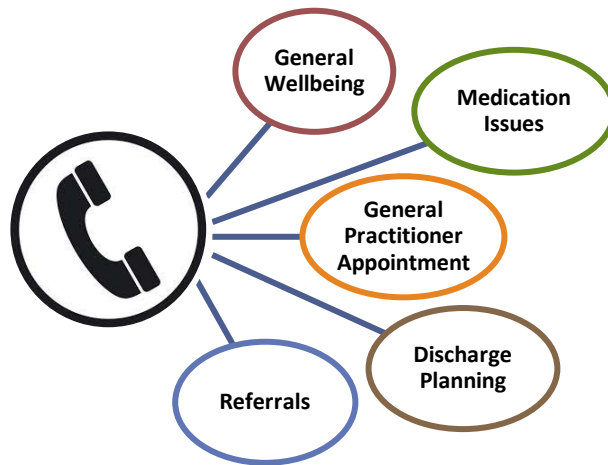 General
Wellbeing
Medication
Issues
General
Practitioner
Appointment
Discharge
Planning
Referrals